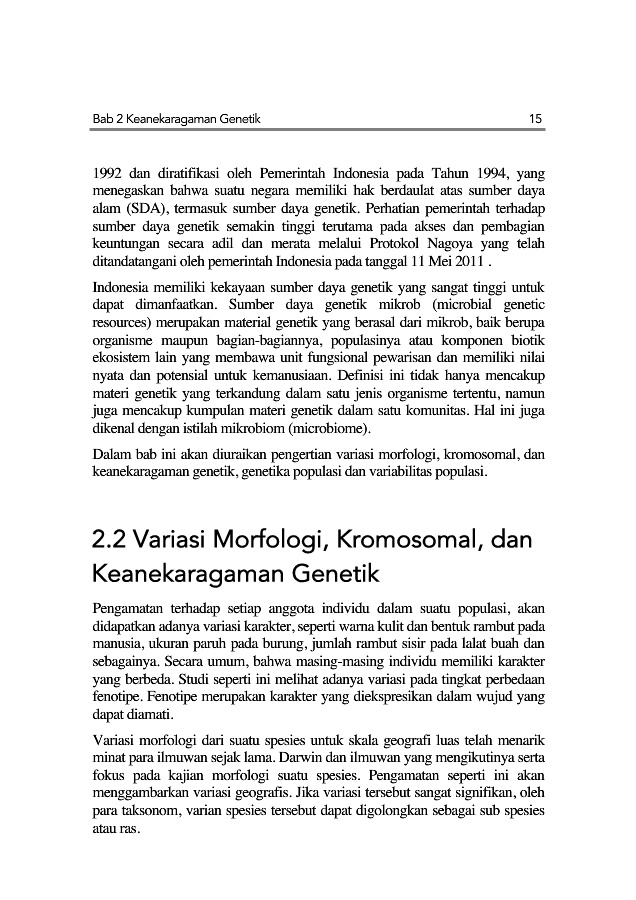 Bab 2 Keanekaragaman Genetik 15
1992 dan diratifikasi oleh Pemerintah Indonesia pada Tahun 1994, yang
menegaskan bahwa suatu negara memiliki hak berdaulat atas sumber daya
alam (SDA), termasuk sumber daya genetik. Perhatian pemerintah terhadap
sumber daya genetik semakin tinggi terutama pada akses dan pembagian
keuntungan secara adil dan merata melalui Protokol Nagoya yang telah
ditandatangani oleh pemerintah Indonesia pada tanggal 11 Mei 2011 .
Indonesia memiliki kekayaan sumber daya genetik yang sangat tinggi untuk
dapat dimanfaatkan. Sumber daya genetik mikrob (microbial genetic
resources) merupakan material genetik yang berasal dari mikrob, baik berupa
organisme maupun bagian-bagiannya, populasinya atau komponen biotik
ekosistem lain yang membawa unit fungsional pewarisan dan memiliki nilai
nyata dan potensial untuk kemanusiaan. Definisi ini tidak hanya mencakup
materi genetik yang terkandung dalam satu jenis organisme tertentu, namun
juga mencakup kumpulan materi genetik dalam satu komunitas. Hal ini juga
dikenal dengan istilah mikrobiom (microbiome).
Dalam bab ini akan diuraikan pengertian variasi morfologi, kromosomal, dan
keanekaragaman genetik, genetika populasi dan variabilitas populasi.
2.2 Variasi Morfologi, Kromosomal, dan
Keanekaragaman Genetik
Pengamatan terhadap setiap anggota individu dalam suatu populasi, akan
didapatkan adanya variasi karakter, seperti warna kulit dan bentuk rambut pada
manusia, ukuran paruh pada burung, jumlah rambut sisir pada lalat buah dan
sebagainya. Secara umum, bahwa masing-masing individu memiliki karakter
yang berbeda. Studi seperti ini melihat adanya variasi pada tingkat perbedaan
fenotipe. Fenotipe merupakan karakter yang diekspresikan dalam wujud yang
dapat diamati.
Variasi morfologi dari suatu spesies untuk skala geografi luas telah menarik
minat para ilmuwan sejak lama. Darwin dan ilmuwan yang mengikutinya serta
fokus pada kajian morfologi suatu spesies. Pengamatan seperti ini akan
menggambarkan variasi geografis. Jika variasi tersebut sangat signifikan, oleh
para taksonom, varian spesies tersebut dapat digolongkan sebagai sub spesies
atau ras.